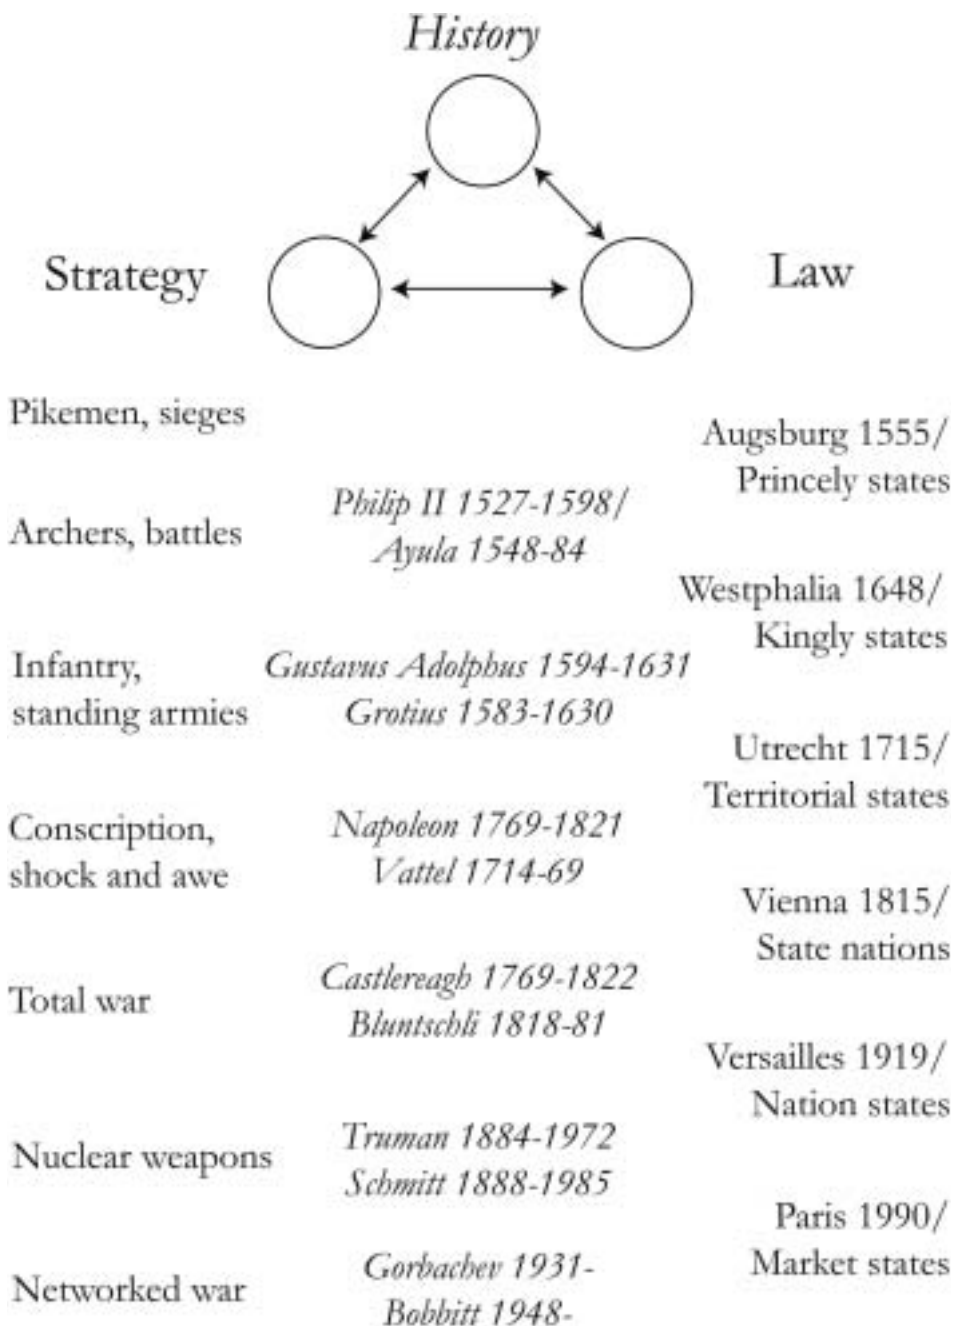 History
Strategy
Law
Pikemen, sieges
Augsburg 1555/
Princely states
Archers, battles
Philip II 1527-1598/
Ayula 1548-84
Westphalia 1648/
Kingly states
Infantry,
standing armies
Gustavus Adolphus 1594-1631
Grotius 1583-1630
Utrecht 1715/
Territorial states
Conscription,
shock and awe
Napoleon 1769-1821
Vattel 1714-69
Vienna 1815/
State nations
Total war
Castlereagh 1769-1822
Bluntschli 1818-81
Versailles 1919/
Nation states
Nuclear weapons
Truman 1884-1972
Schmitt 1888-1985
Paris 1990/
Market states
Networked war
Gorbachev 1931-
Bobbitt 1948-